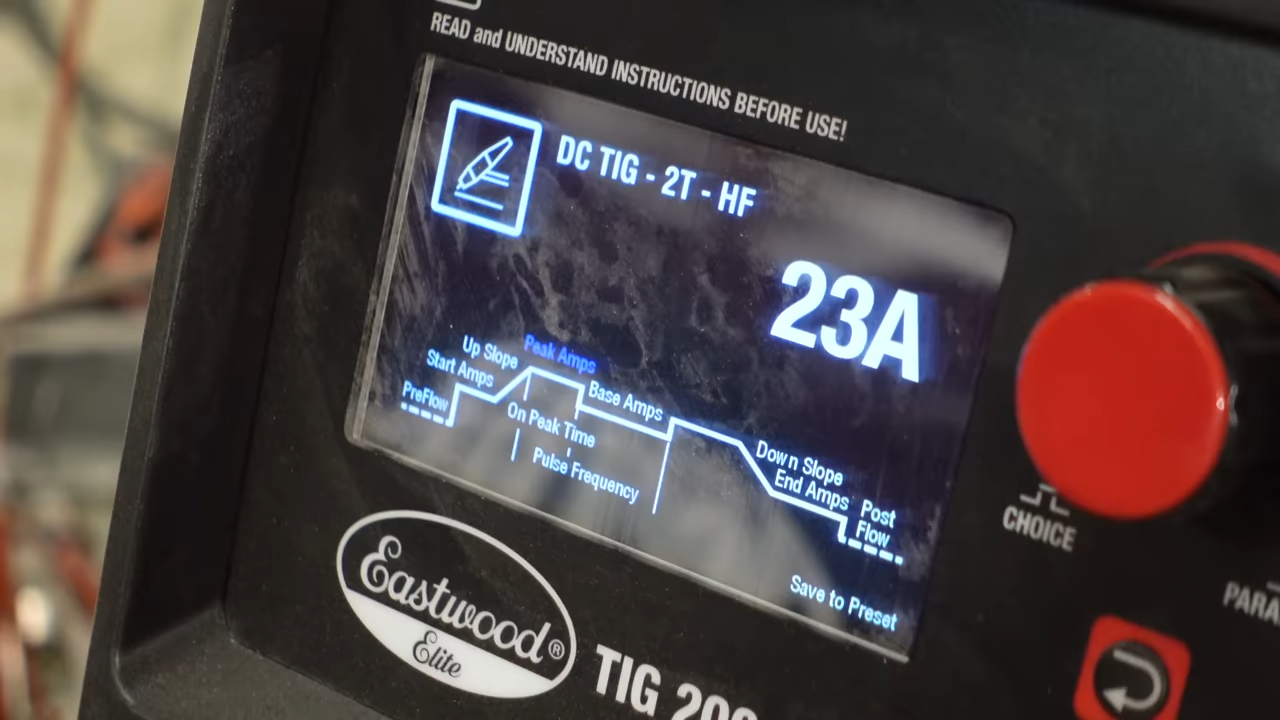 READ and UNDERSTAND INSTRUCTIONS BEFORE USE!
DC TIG - 2T - HF
23A
Up Slope
Peak Amps
Start Amps
PreFlow
Base Amps
On Peak Time
Pulse Frequency
Down Slope
End Amps
Post
Flow
Save to Preset
CHOICE
Eastwood®
Elite
TIG 200